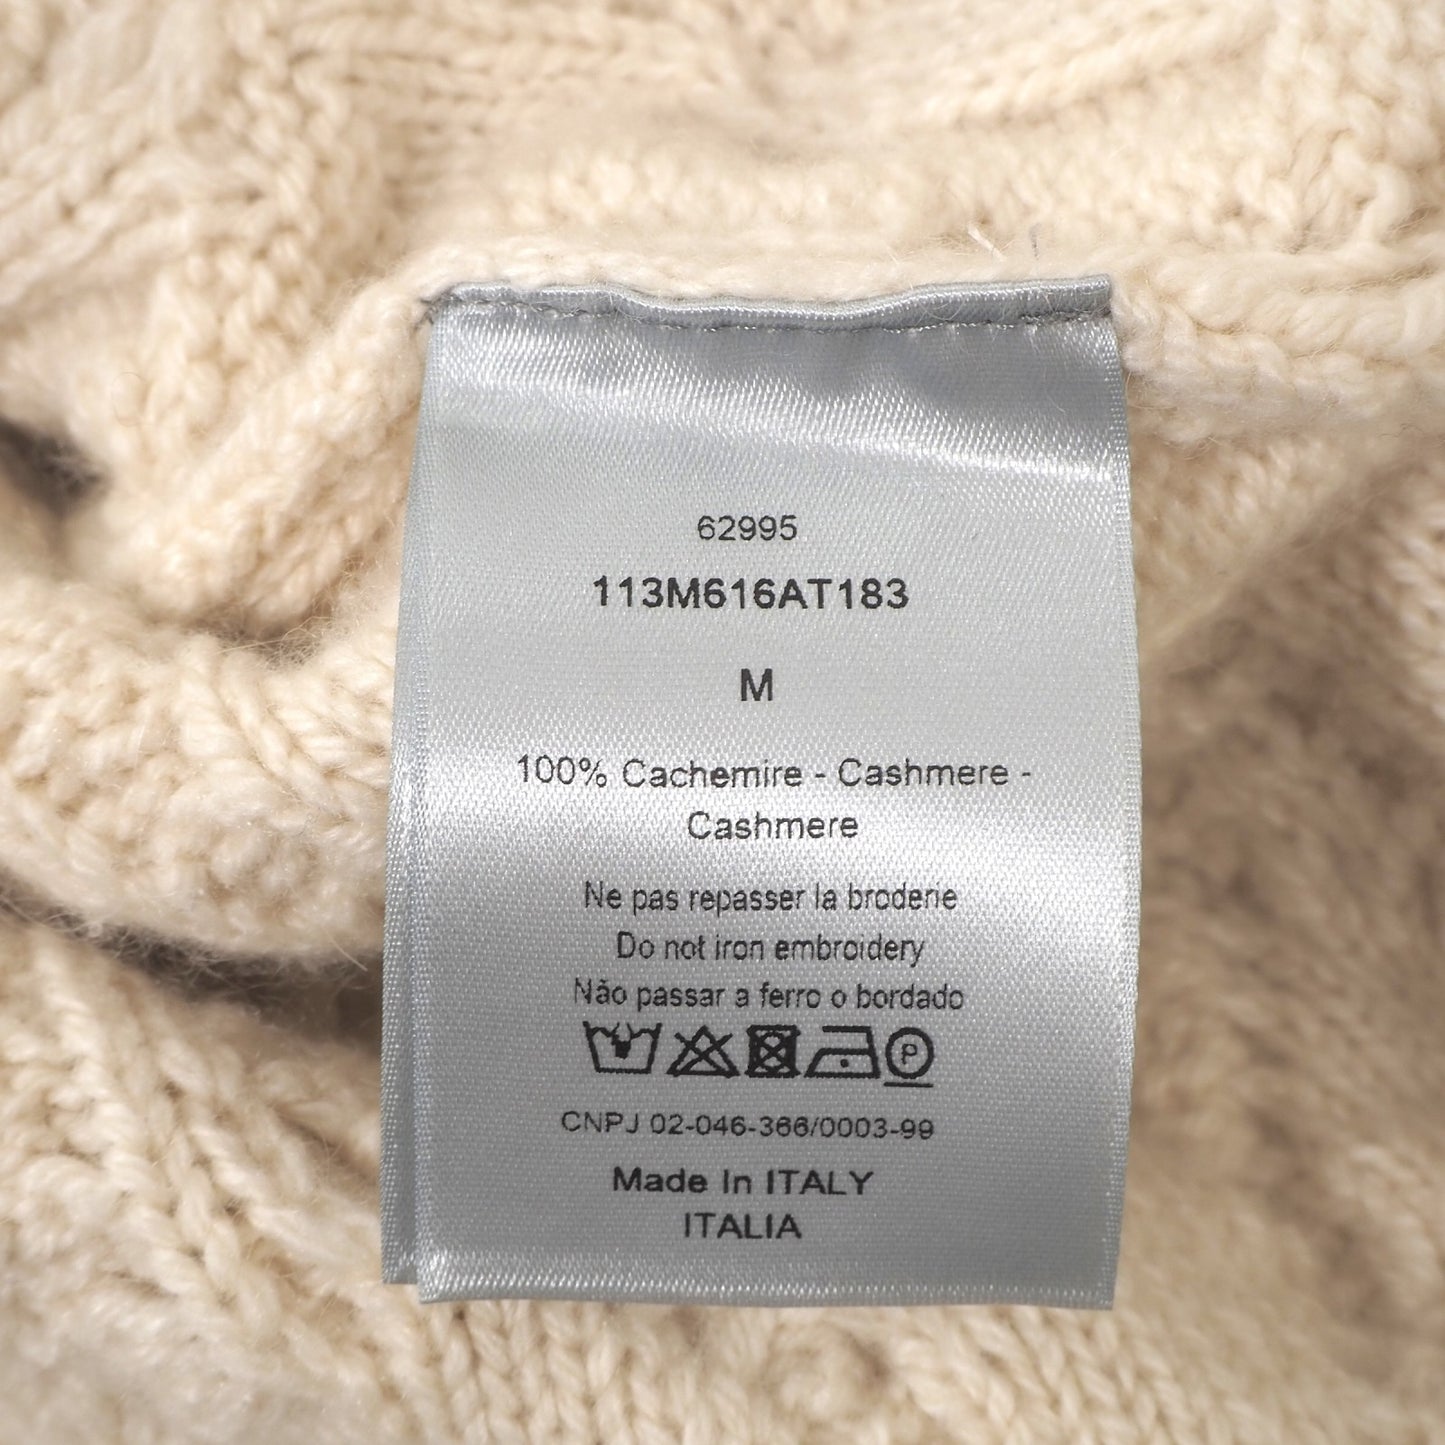 62995
113M616AT183
M
100% Cachemire - Cashmere -
Cashmere
Ne pas repasser la broderie
Do not iron embroidery
Não passar a ferro o bordado
P
CNPJ 02-046-366/0003-99
Made In ITALY
ITALIA